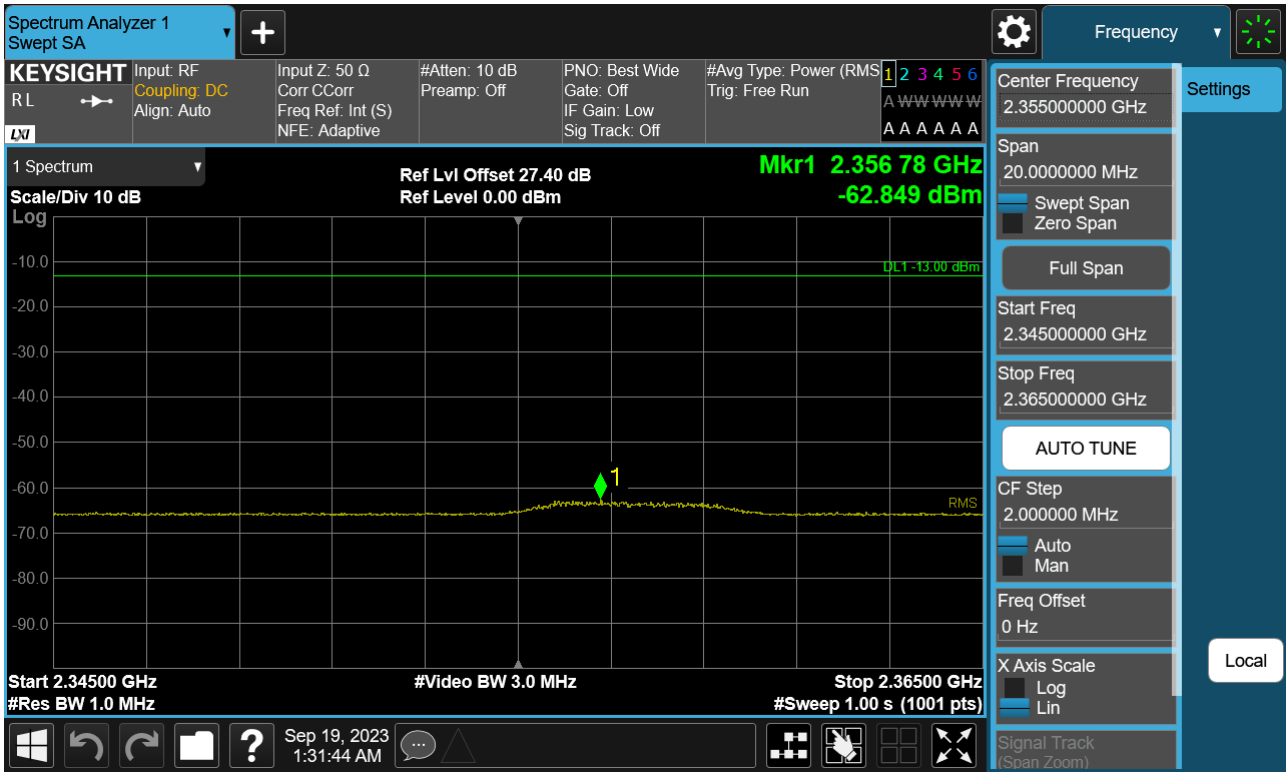 Spectrum Analyzer 1
Swept SA
Frequency
KEYSIGHT
R L
LXI
Input: RF
Coupling: DC
Align: Auto
Input Z: 50 Ω
Corr CCorr
Freq Ref: Int (S)
NFE: Adaptive
#Atten: 10 dB
Preamp: Off
PNO: Best Wide
Gate: Off
IF Gain: Low
Sig Track: Off
#Avg Type: Power (RMS
Trig: Free Run
1 2 3 4 5 6
A W W W W W
A A A A A A
1 Spectrum
Scale/Div 10 dB
Log
Ref Lvl Offset 27.40 dB
Ref Level 0.00 dBm
Mkr1 2.356 78 GHz
-62.849 dBm
-10.0
DL1 -13.00 dBm
-20.0
-30.0
-40.0
-50.0
-60.0
1
RMS
-70.0
-80.0
-90.0
Start 2.34500 GHz
#Video BW 3.0 MHz
Stop 2.36500 GHz
#Res BW 1.0 MHz
#Sweep 1.00 s (1001 pts)
Center Frequency
2.355000000 GHz
Settings
Span
20.0000000 MHz
Swept Span
Zero Span
Full Span
Start Freq
2.345000000 GHz
Stop Freq
2.365000000 GHz
AUTO TUNE
CF Step
2.000000 MHz
Auto
Man
Freq Offset
0 Hz
X Axis Scale
Log
Lin
Local
Signal Track
(Span Zoom)
?
Sep 19, 2023
1:31:44 AM